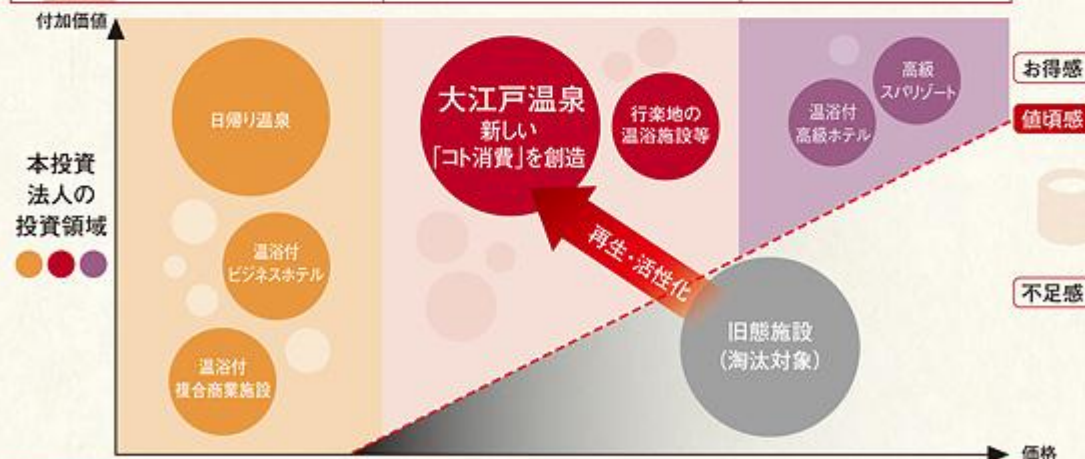 付加価値
お得感
高級
スパリゾート
大江戸温泉
新しい
「コト消費」を創造
日帰り温泉
行楽地の
温浴施設等
温浴付
高級ホテル
値頃感
本投資
法人の
投資領域
温浴付
ビジネスホテル
再生・活性化
不足感
旧態施設
（淘汰対象）
温浴付
複合商業施設
価格